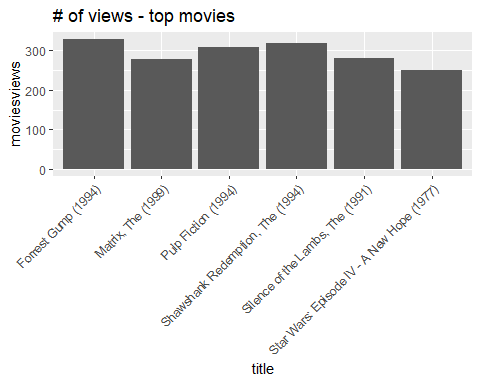 # of views - top movies
moviesviews
300
200
100
0
Forrest Gump (1994)
Matrix, The (1999)
Pulp Fiction (1994)
Shawshank Redemption, The (1994)
Silence of the Lambs, The (1991)
Star Wars: Episode IV - A New Hope (1977)
title